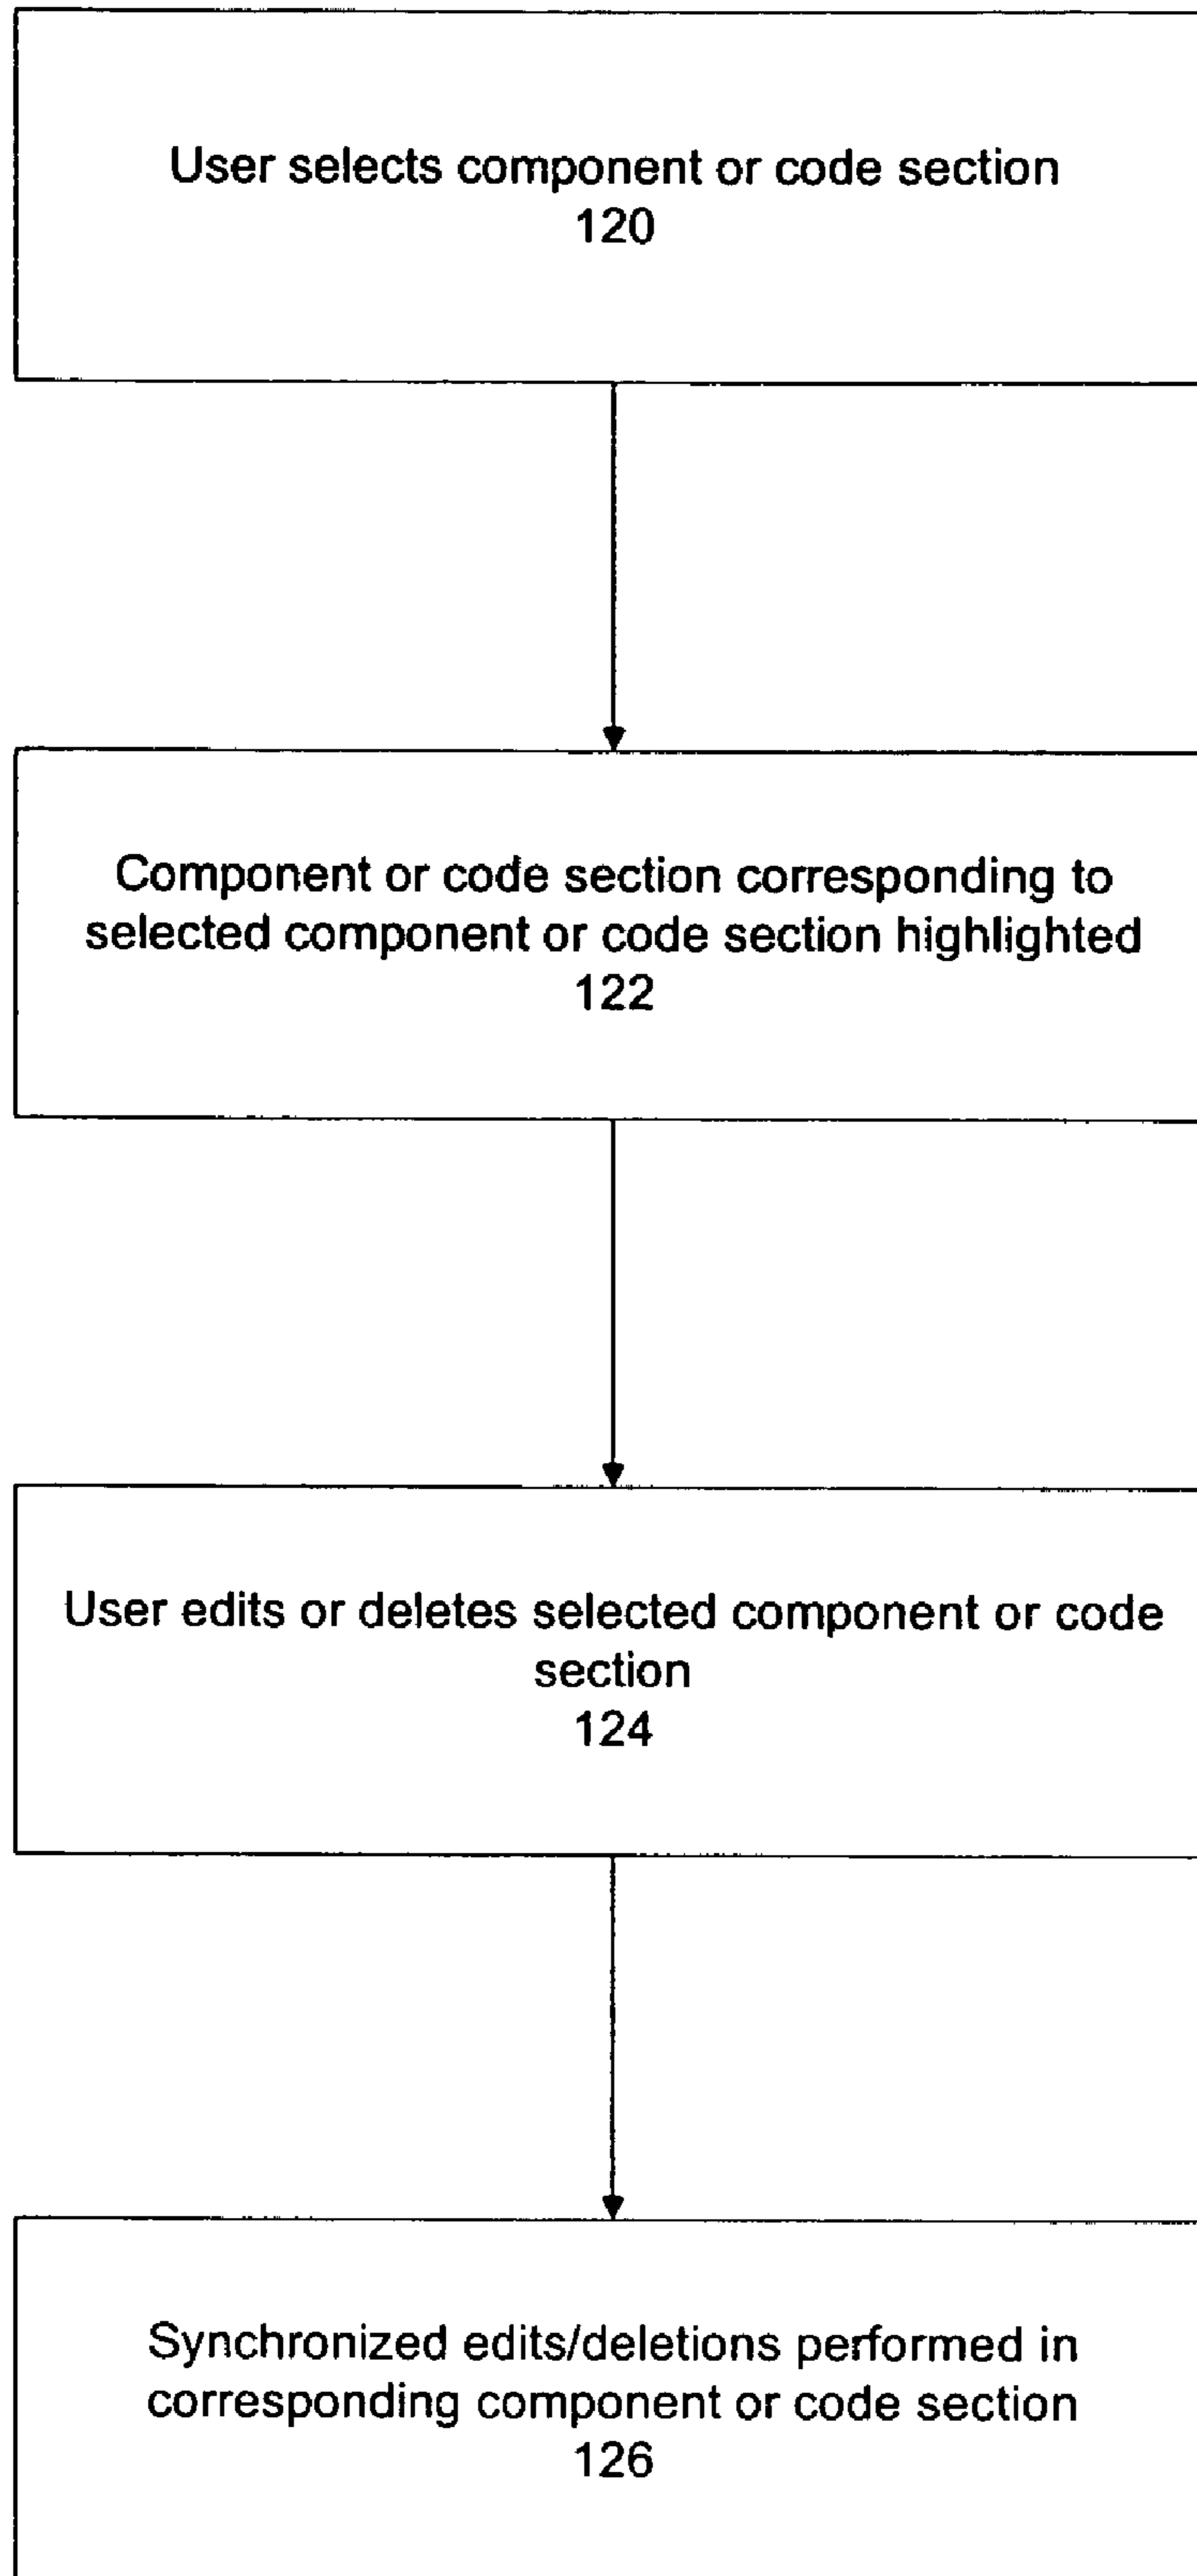 User selects component or code section
120
Component or code section corresponding to
selected component or code section highlighted
122
User edits or deletes selected component or code
section
124
Synchronized edits/deletions performed in
corresponding component or code section
126